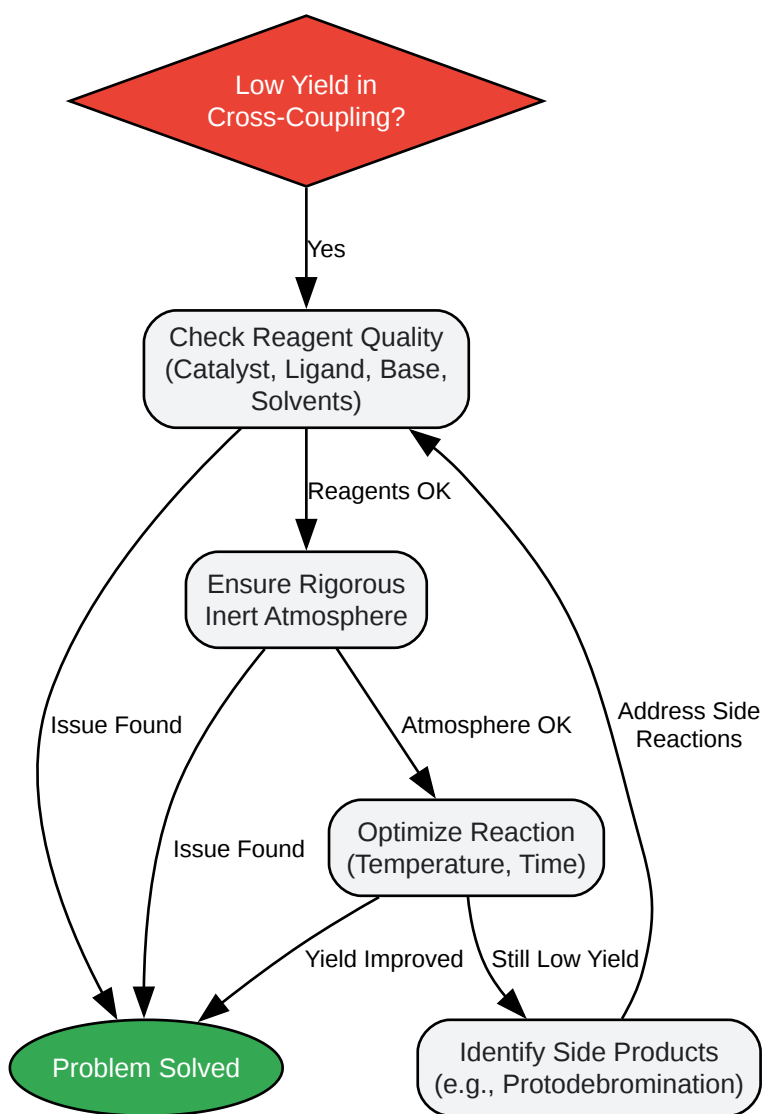 Low Yield in
Cross-Coupling?
Yes
Check Reagent Quality
(Catalyst, Ligand, Base,
Solvents)
Reagents OK
Ensure Rigorous
Inert Atmosphere
Issue Found
Atmosphere OK
Address Side
Reactions
Optimize Reaction
(Temperature, Time)
Issue Found
Yield Improved
Still Low Yield
Problem Solved
Identify Side Products
(e.g., Protodebromination)